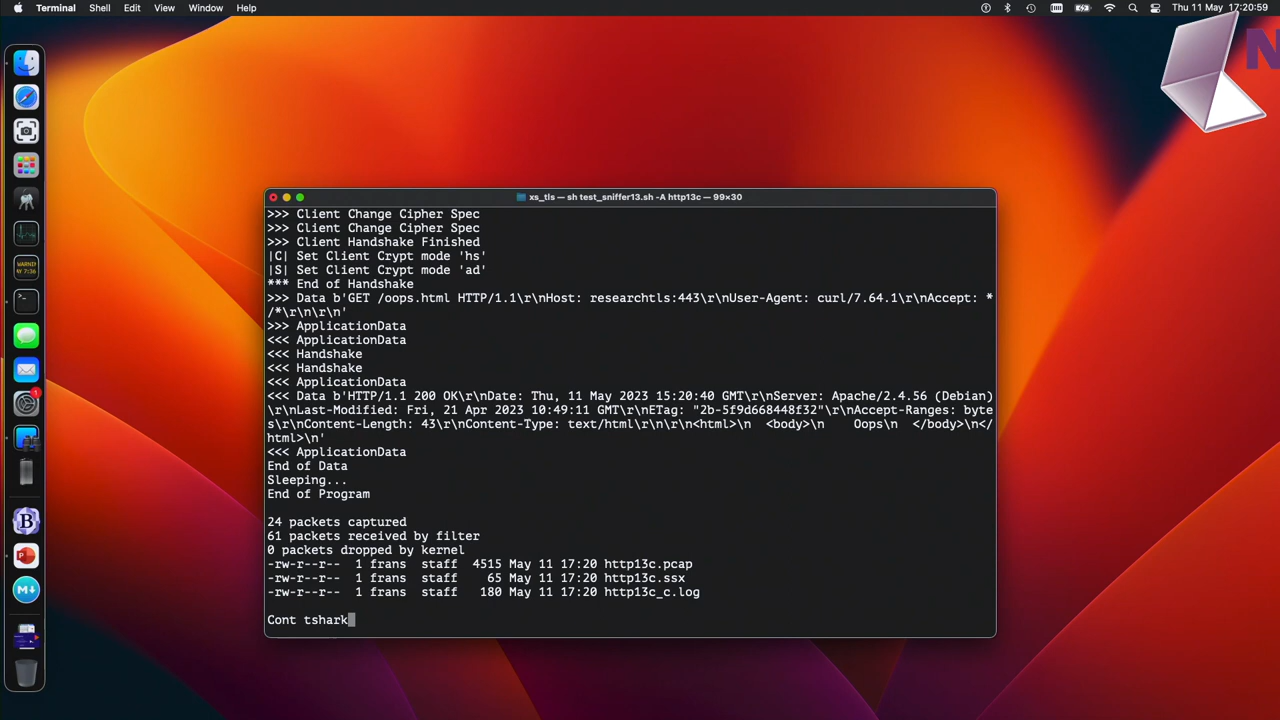 Terminal Shell Edit View Window Help Thu 11 May 17:20:59
N
xs_tls — sh test_sniffer13.sh -A http13c — 99×30
>>> Client Change Cipher Spec
>>> Client Change Cipher Spec
>>> Client Handshake Finished
|C| Set Client Crypt mode 'hs'
|S| Set Client Crypt mode 'ad'
*** End of Handshake
>>> Data b'GET /oops.html HTTP/1.1\r\nHost: researchtls:443\r\nUser-Agent: curl/7.64.1\r\nAccept: *
/*\r\n\r\n'
>>> ApplicationData
<<< ApplicationData
<<< Handshake
<<< Handshake
<<< ApplicationData
<<< Data b'HTTP/1.1 200 OK\r\nDate: Thu, 11 May 2023 15:20:40 GMT\r\nServer: Apache/2.4.56 (Debian)
\r\nLast-Modified: Fri, 21 Apr 2023 10:49:11 GMT\r\nETag: "2b-5f9d668448f32"\r\nAccept-Ranges: byte
s\r\nContent-Length: 43\r\nContent-Type: text/html\r\n\r\n<html>\n  <body>\n    Oops\n  </body>\n</
html>\n'
<<< ApplicationData
End of Data
Sleeping...
End of Program
24 packets captured
61 packets received by filter
0 packets dropped by kernel
-rw-r--r--  1 frans  staff  4515 May 11 17:20 http13c.pcap
-rw-r--r--  1 frans  staff    65 May 11 17:20 http13c.ssx
-rw-r--r--  1 frans  staff   180 May 11 17:20 http13c_c.log
Cont tshark